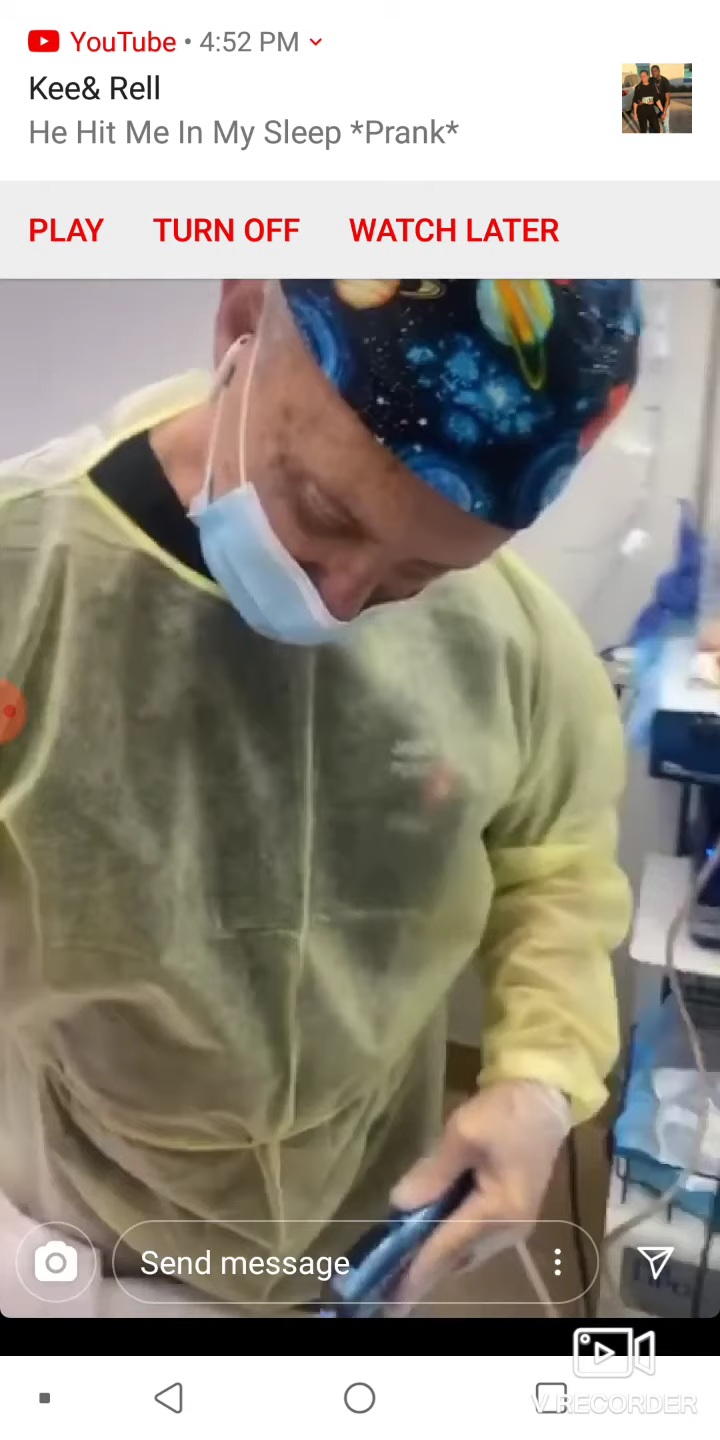 YouTube • 4:52 PM
Kee& Rell
He Hit Me In My Sleep *Prank*
PLAY TURN OFF WATCH LATER
Send message
V.RECORDER